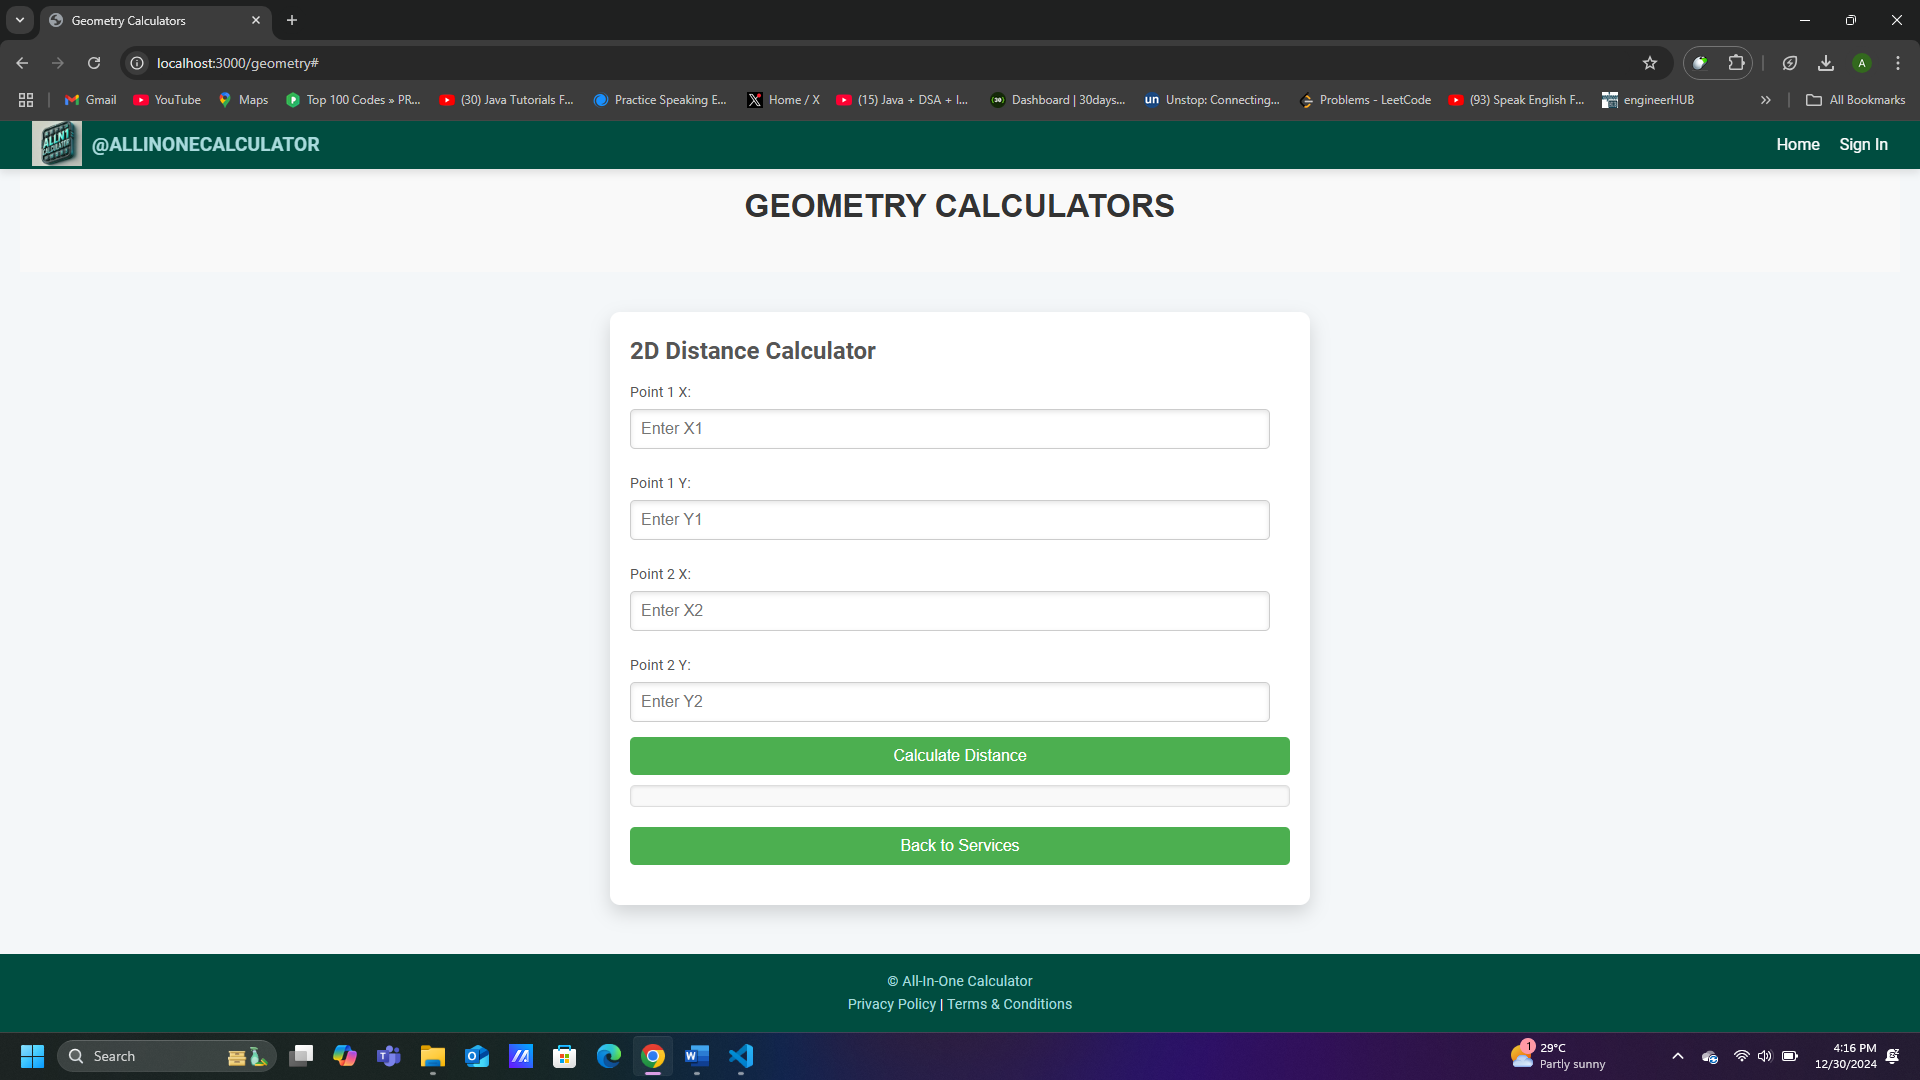 Geometry Calculators
localhost:3000/geometry#
A
Gmail
YouTube
Maps
Top 100 Codes » PR...
(30) Java Tutorials F...
Practice Speaking E...
Home / X
(15) Java + DSA + I...
Dashboard | 30days...
un Unstop: Connecting...
Problems - LeetCode
(93) Speak English F...
engineerHUB
All Bookmarks
ALLN1
CALCULATOR
@ALLINONECALCULATOR
Home
Sign In
GEOMETRY CALCULATORS
2D Distance Calculator
Point 1 X:
Enter X1
Point 1 Y:
Enter Y1
Point 2 X:
Enter X2
Point 2 Y:
Enter Y2
Calculate Distance
Back to Services
© All-In-One Calculator
Privacy Policy | Terms & Conditions
Search
1
29°C
Partly sunny
4:16 PM
12/30/2024